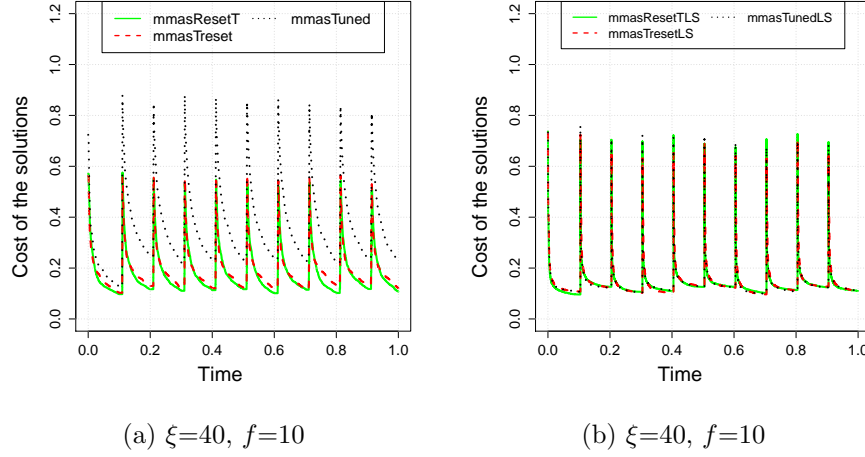 mmasResetT
mmasTreset
mmasTuned
Cost of the solutions
0.0 0.2 0.4 0.6 0.8 1.0 1.2
0.0 0.2 0.4 0.6 0.8 1.0
Time
(a) ξ=40, f=10
mmasResetTLS
mmasTresetLS
mmasTunedLS
Cost of the solutions
0.0 0.2 0.4 0.6 0.8 1.0 1.2
0.0 0.2 0.4 0.6 0.8 1.0
Time
(b) ξ=40, f=10